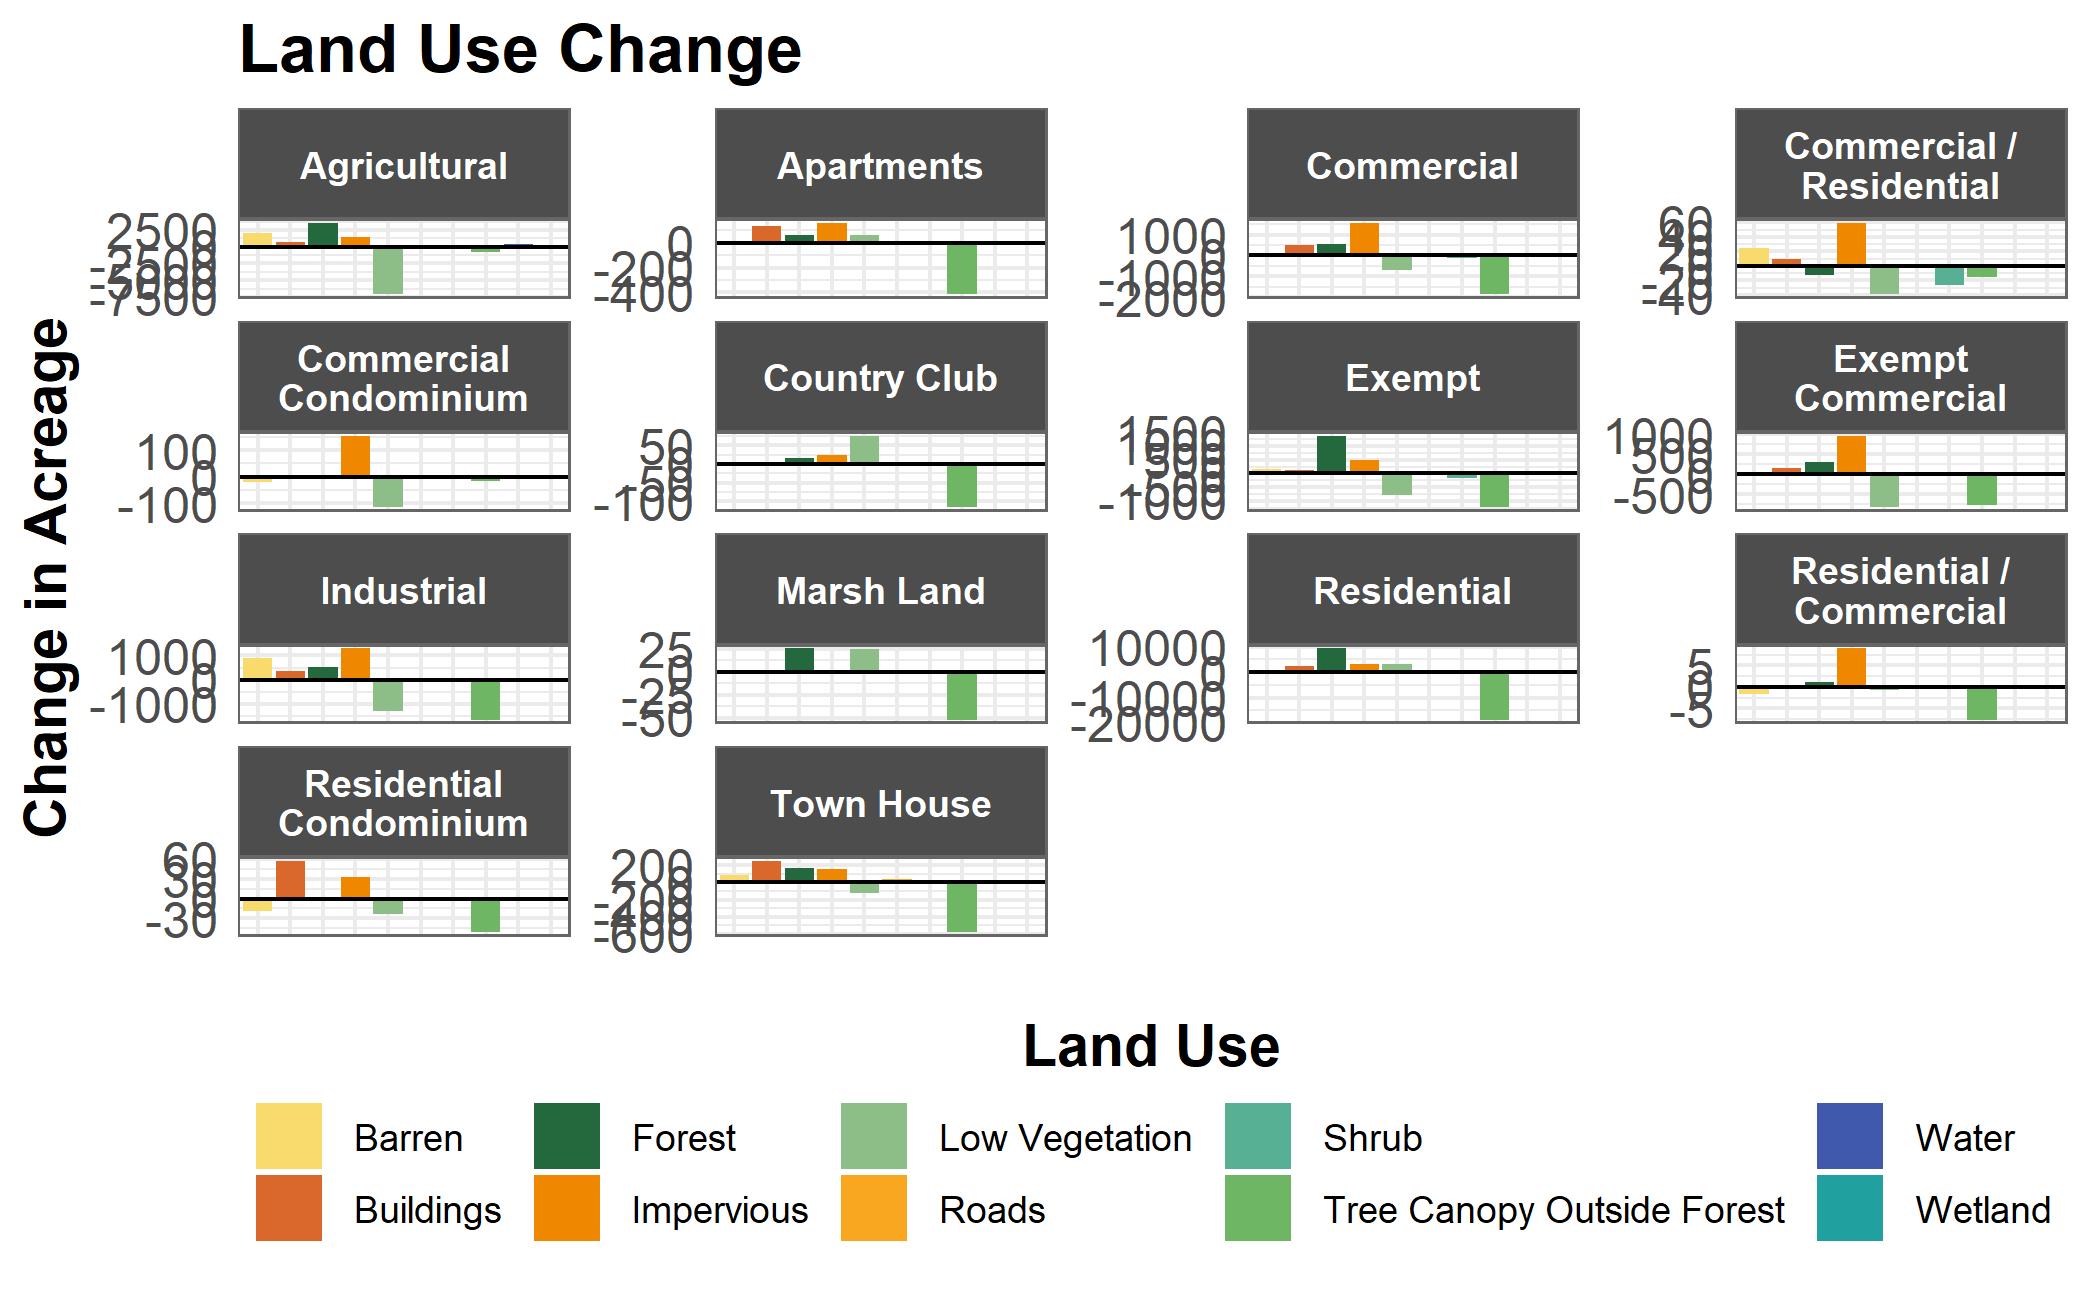 Land Use Change
Agricultural
2500
0
-2500
-5000
-7500
Apartments
0
-200
-400
Commercial
1000
0
-1000
-2000
Commercial /
Residential
60
40
20
0
-20
-40
Commercial
Condominium
100
0
-100
Country Club
50
0
-50
-100
Exempt
1500
1000
500
0
-500
-1000
Exempt
Commercial
1000
500
0
-500
Industrial
1000
0
-1000
Marsh Land
25
0
-25
-50
Residential
10000
0
-10000
-20000
Residential /
Commercial
5
0
-5
Residential
Condominium
60
30
0
-30
Town House
200
0
-200
-400
-600
Change in Acreage
Land Use
Barren
Forest
Low Vegetation
Shrub
Water
Buildings
Impervious
Roads
Tree Canopy Outside Forest
Wetland